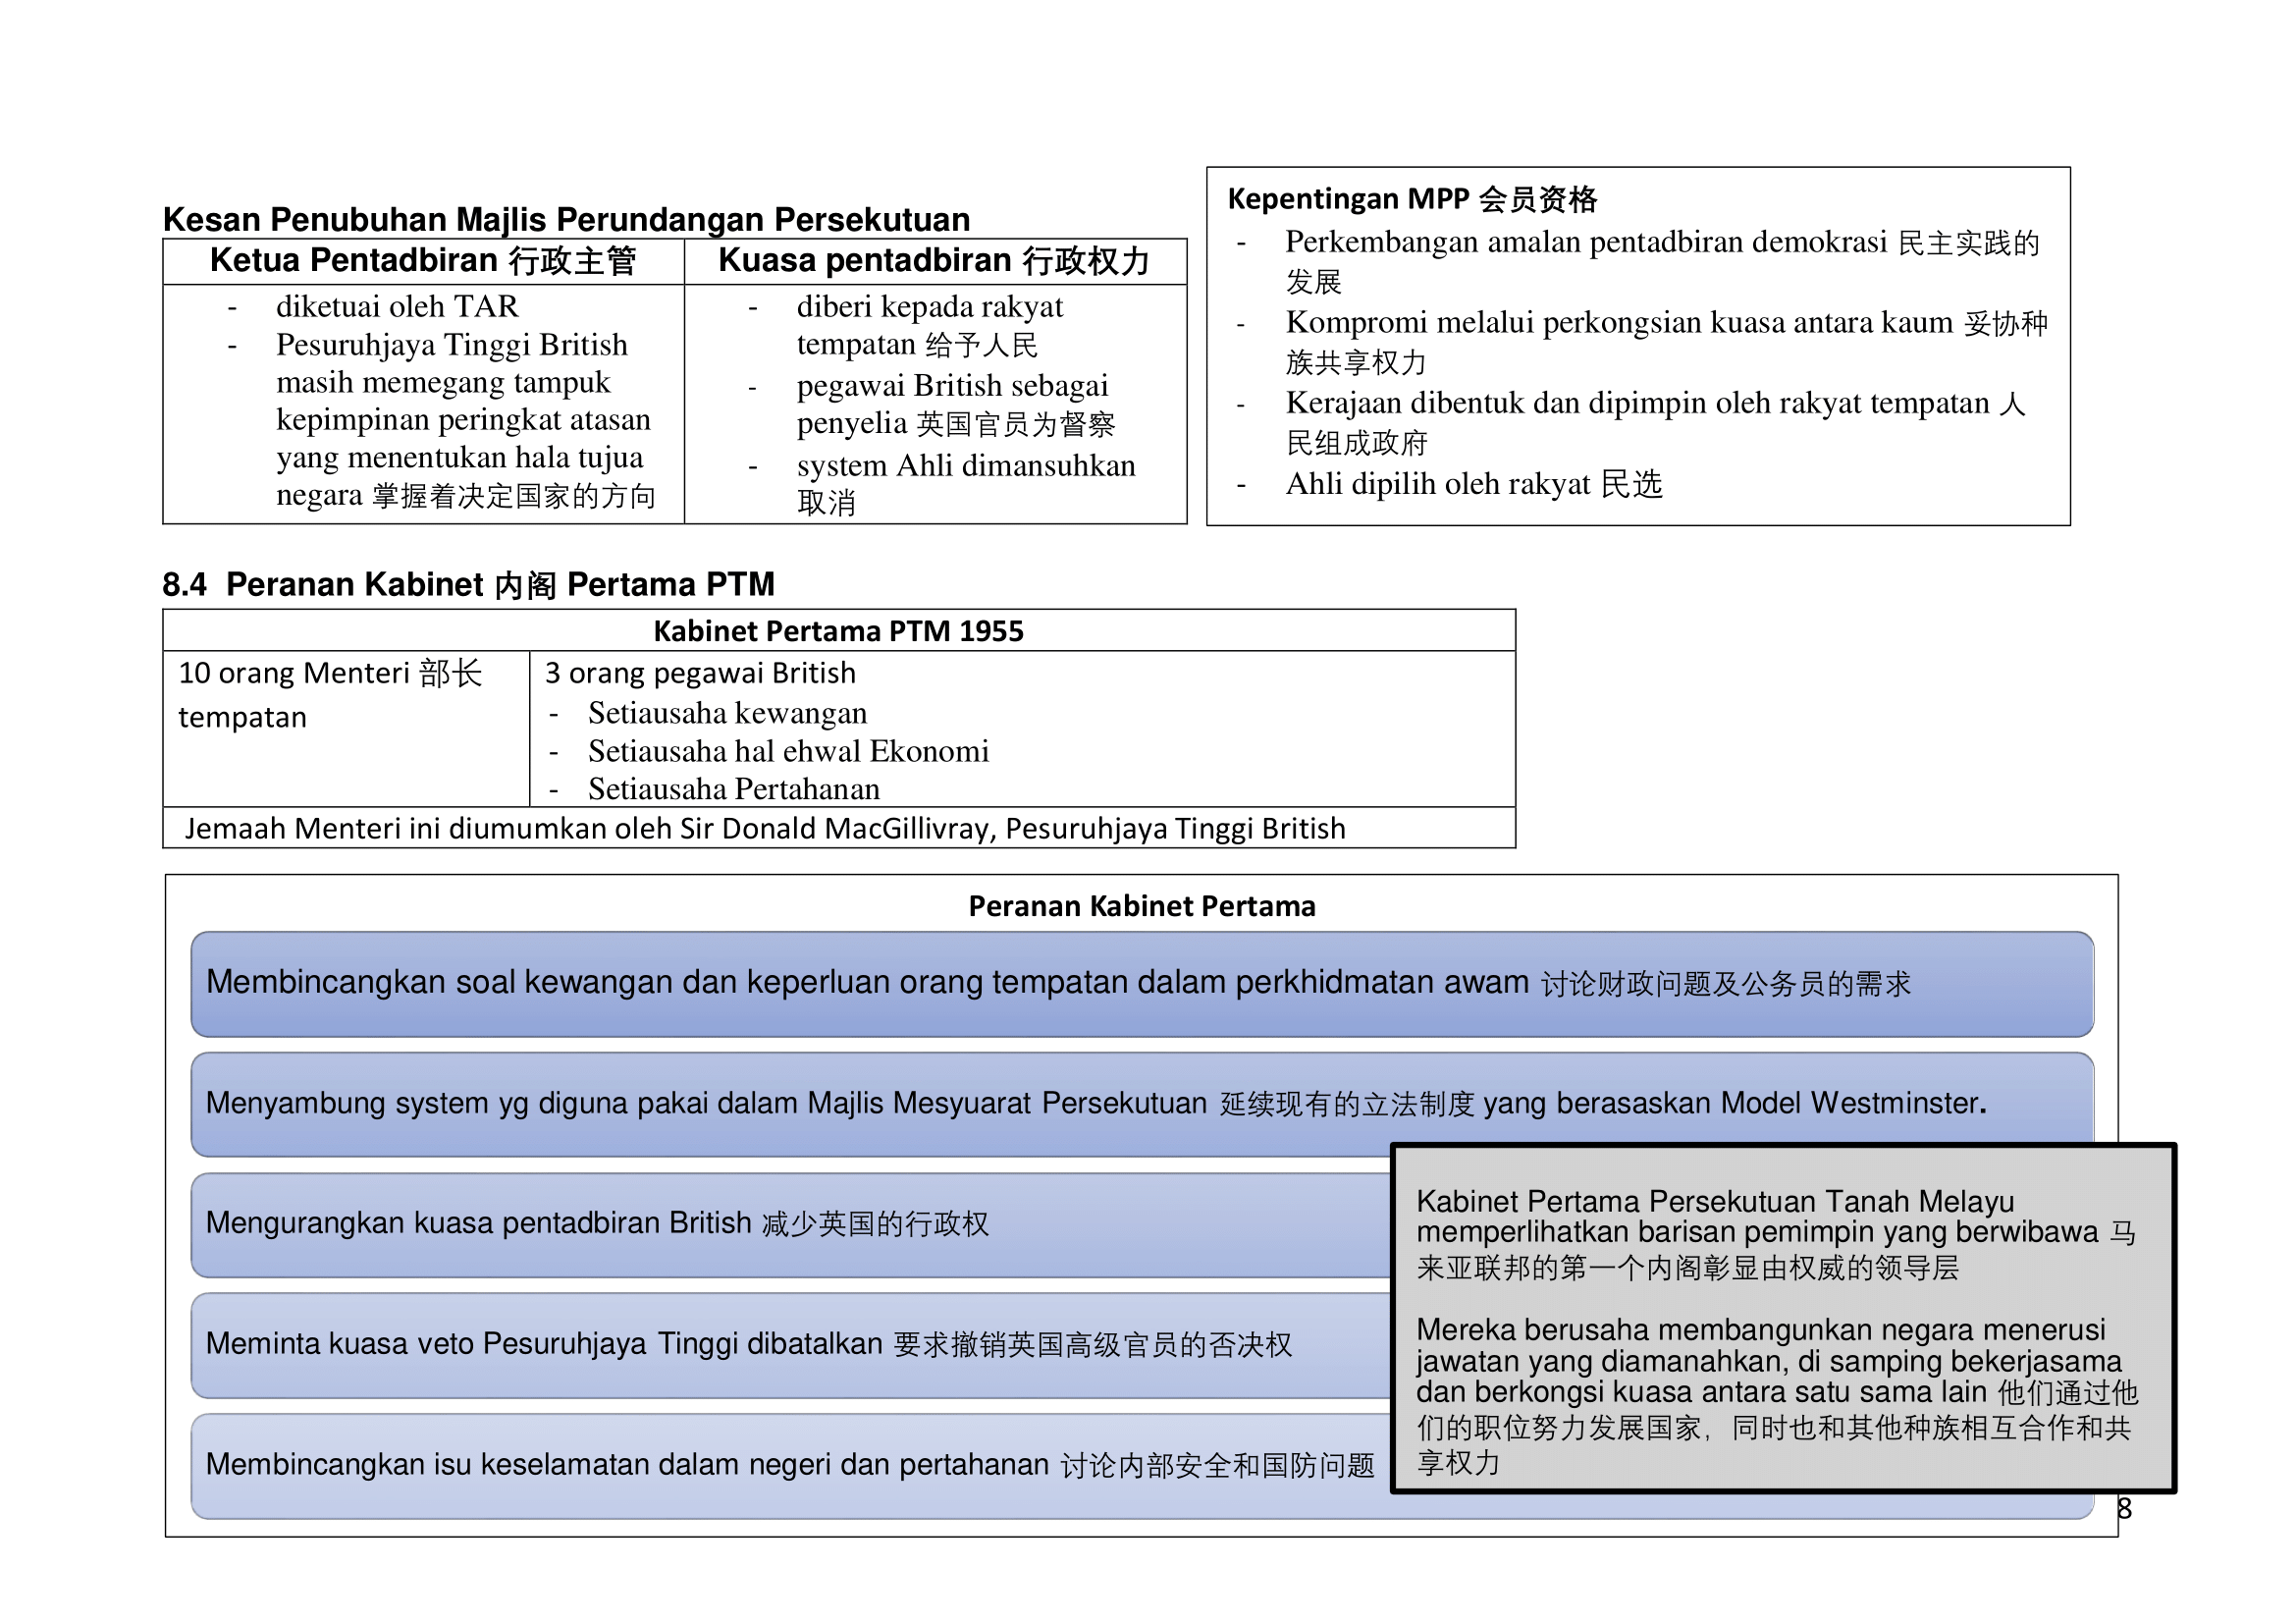 Kesan Penubuhan Majlis Perundangan Persekutuan
Ketua Pentadbiran 行政主管
- diketuai oleh TAR
- Pesuruhjaya Tinggi British
masih memegang tampuk
kepimpinan peringkat atasan
yang menentukan hala tujua
negara 掌握着决定国家的方向
Kuasa pentadbiran 行政权力
- diberi kepada rakyat
tempatan 给予人民
- pegawai British sebagai
penyelia 英国官员为督察
- system Ahli dimansuhkan
取消
Kepentingan MPP 会员资格
- Perkembangan amalan pentadbiran demokrasi 民主实践的
发展
- Kompromi melalui perkongsian kuasa antara kaum 妥协种
族共享权力
- Kerajaan dibentuk dan dipimpin oleh rakyat tempatan 人
民组成政府
- Ahli dipilih oleh rakyat 民选
8.4 Peranan Kabinet 内阁 Pertama PTM
Kabinet Pertama PTM 1955
10 orang Menteri 部长
tempatan
3 orang pegawai British
- Setiausaha kewangan
- Setiausaha hal ehwal Ekonomi
- Setiausaha Pertahanan
Jemaah Menteri ini diumumkan oleh Sir Donald MacGillivray, Pesuruhjaya Tinggi British
Peranan Kabinet Pertama
Membincangkan soal kewangan dan keperluan orang tempatan dalam perkhidmatan awam 讨论财政问题及公务员的需求
Menyambung system yg diguna pakai dalam Majlis Mesyuarat Persekutuan 延续现有的立法制度 yang berasaskan Model Westminster.
Mengurangkan kuasa pentadbiran British 减少英国的行政权
Meminta kuasa veto Pesuruhjaya Tinggi dibatalkan 要求撤销英国高级官员的否决权
Membincangkan isu keselamatan dalam negeri dan pertahanan 讨论内部安全和国防问题
Kabinet Pertama Persekutuan Tanah Melayu
memperlihatkan barisan pemimpin yang berwibawa 马
来亚联邦的第一个内阁彰显由权威的领导层
Mereka berusaha membangunkan negara menerusi
jawatan yang diamanahkan, di samping bekerjasama
dan berkongsi kuasa antara satu sama lain 他们通过他
们的职位努力发展国家，同时也和其他种族相互合作和共
享权力
8